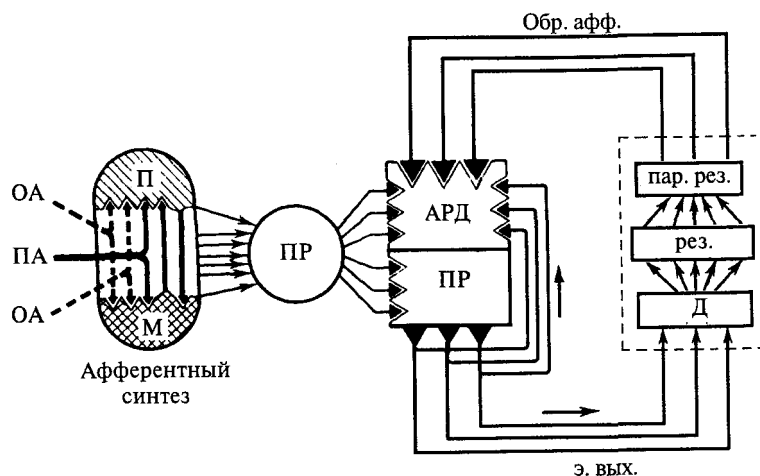 Обр. афф.
П
ОА
ПА
ОА
М
Афферентный
синтез
ПР
АРД
ПР
пар. рез.
рез.
Д
э. вых.